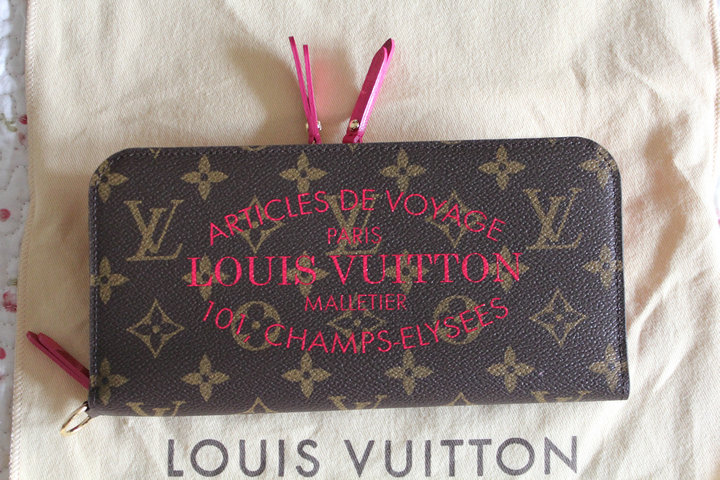 ARTICLES DE VOYAGE
PARIS
LOUIS VUITTON
MALLETIER
101, CHAMPS-ELYSEES
LOUIS VUITTON